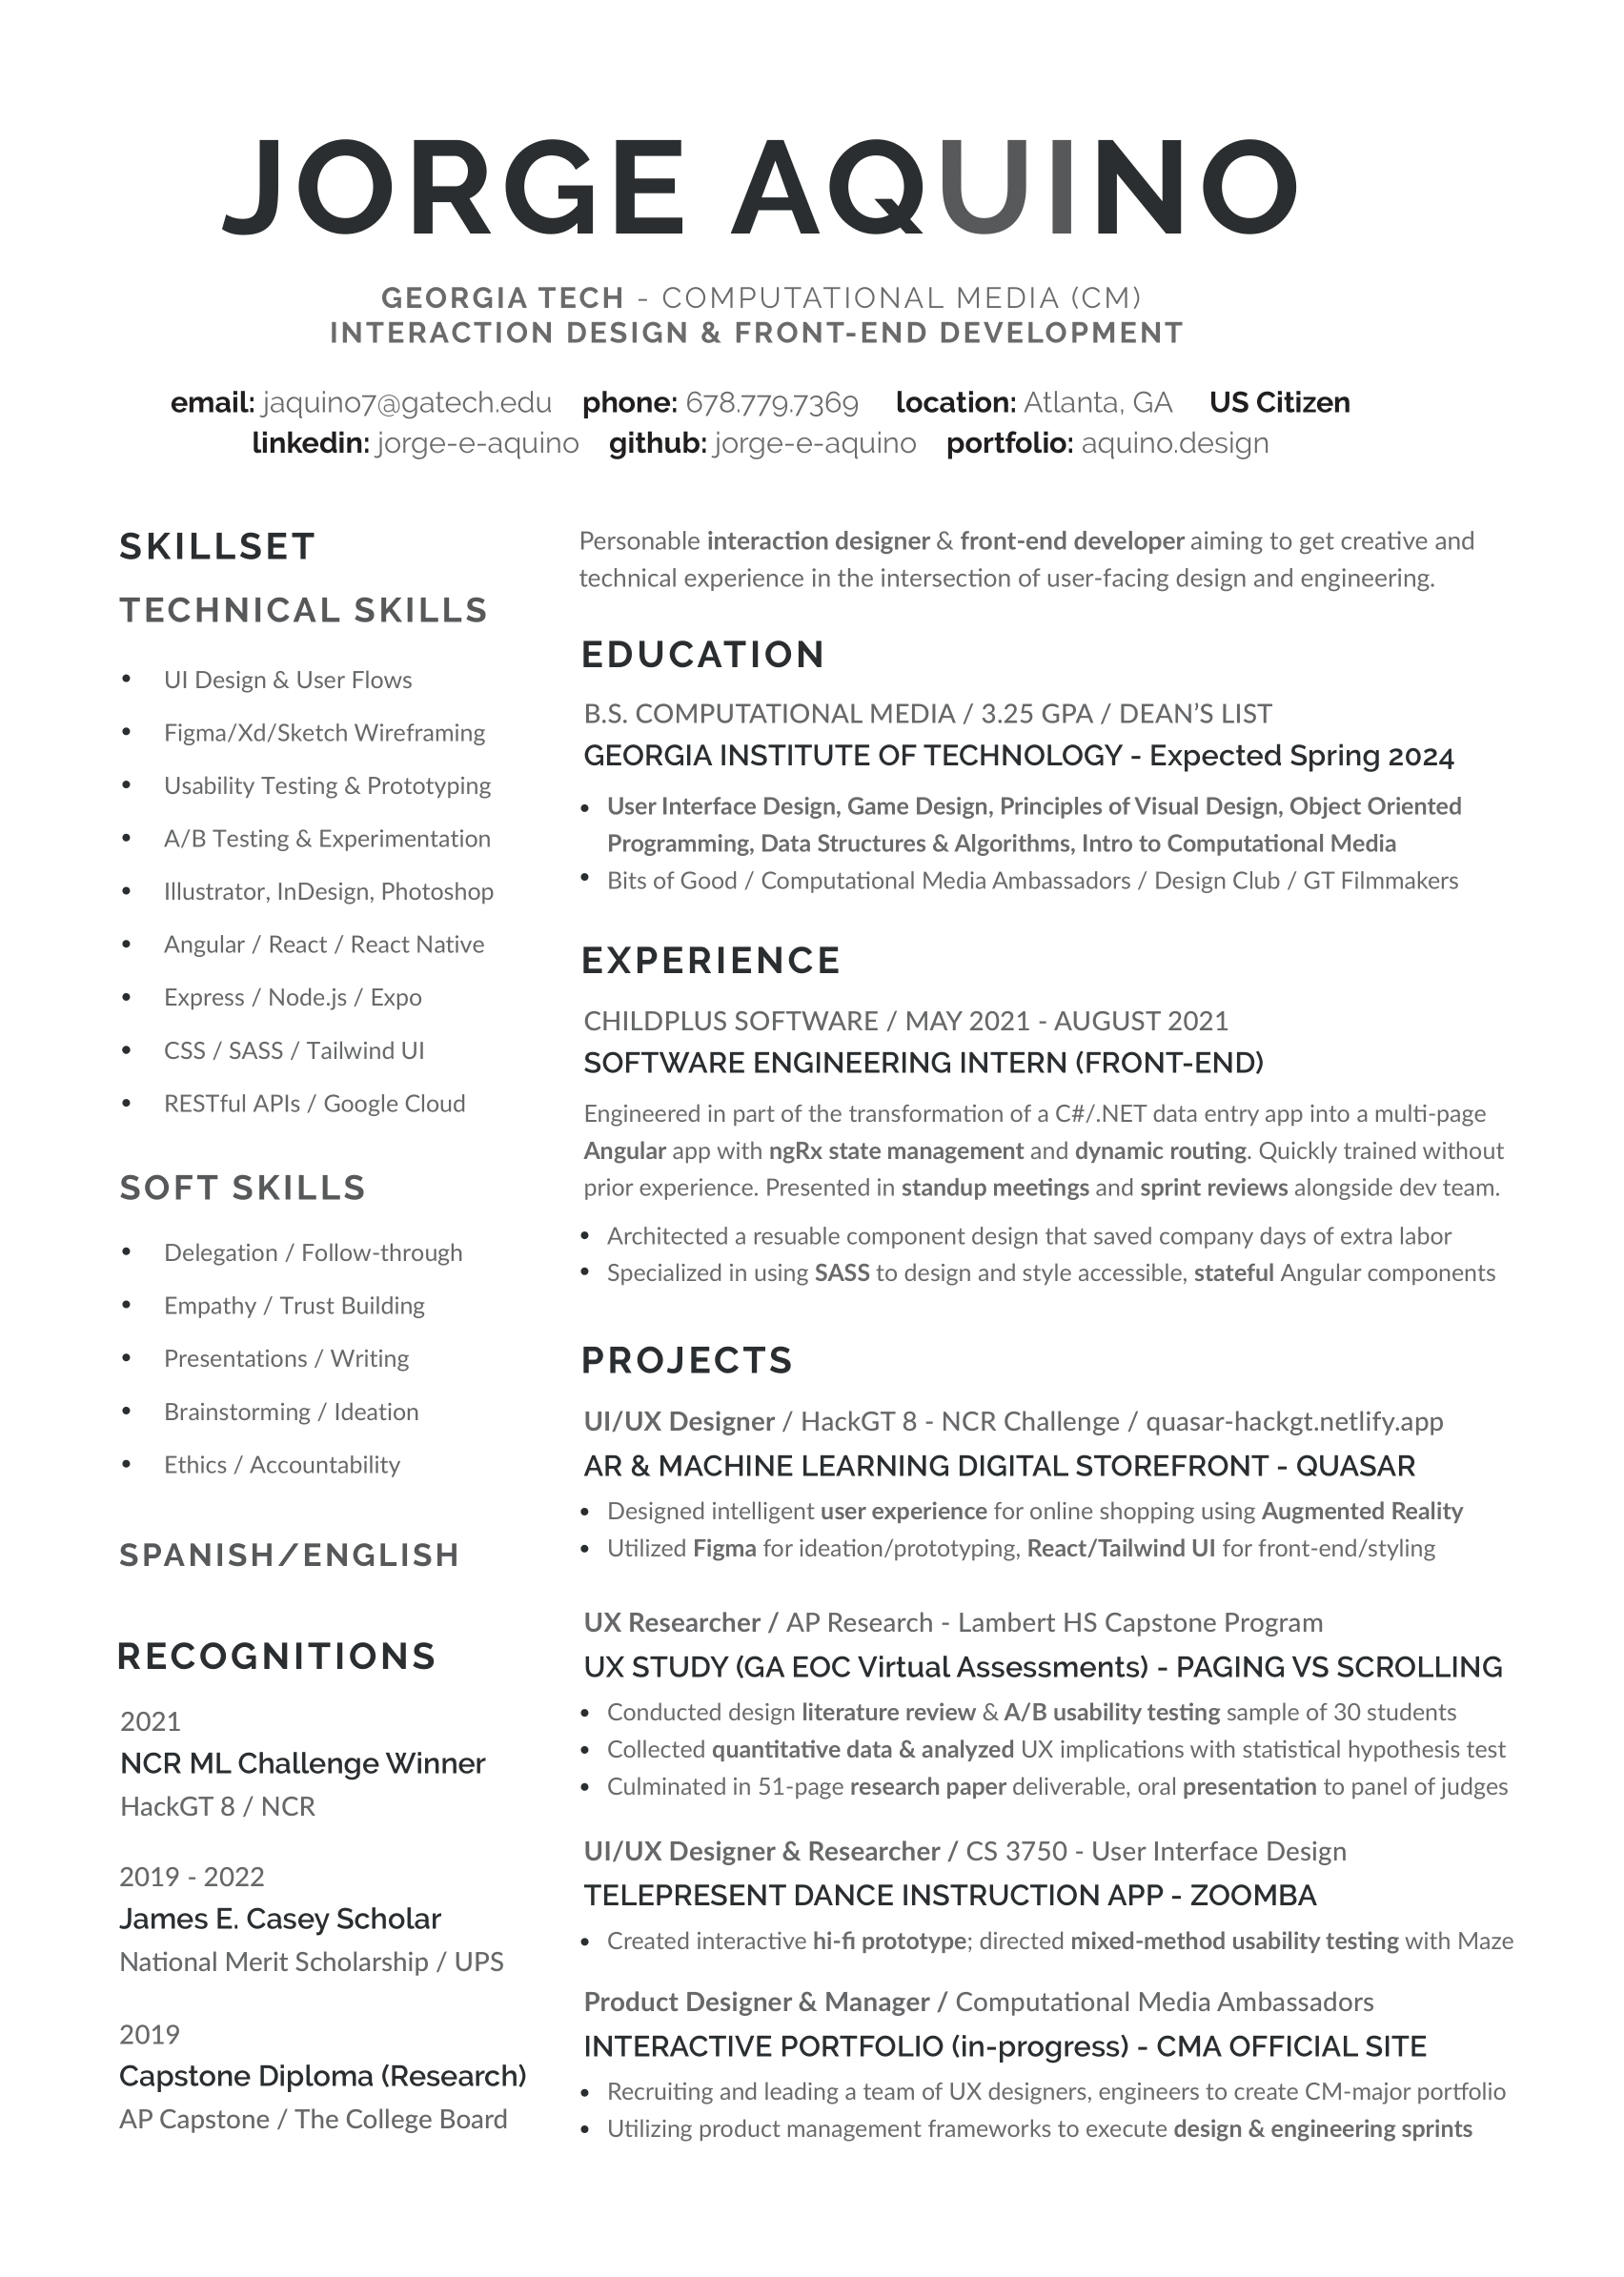 JORGE AQUINO
GEORGIA TECH - COMPUTATIONAL MEDIA (CM)
INTERACTION DESIGN & FRONT-END DEVELOPMENT
email: jaquino7@gatech.edu phone: 678.779.7369 location: Atlanta, GA US Citizen
linkedin: jorge-e-aquino github: jorge-e-aquino portfolio: aquino.design
SKILLSET
TECHNICAL SKILLS
• UI Design & User Flows
• Figma/Xd/Sketch Wireframing
• Usability Testing & Prototyping
• A/B Testing & Experimentation
• Illustrator, InDesign, Photoshop
• Angular / React / React Native
• Express / Node.js / Expo
• CSS / SASS / Tailwind UI
• RESTful APIs / Google Cloud
SOFT SKILLS
• Delegation / Follow-through
• Empathy / Trust Building
• Presentations / Writing
• Brainstorming / Ideation
• Ethics / Accountability
SPANISH/ENGLISH
RECOGNITIONS
2021
NCR ML Challenge Winner
HackGT 8 / NCR
2019 - 2022
James E. Casey Scholar
National Merit Scholarship / UPS
2019
Capstone Diploma (Research)
AP Capstone / The College Board
Personable interaction designer & front-end developer aiming to get creative and
technical experience in the intersection of user-facing design and engineering.
EDUCATION
B.S. COMPUTATIONAL MEDIA / 3.25 GPA / DEAN'S LIST
GEORGIA INSTITUTE OF TECHNOLOGY - Expected Spring 2024
• User Interface Design, Game Design, Principles of Visual Design, Object Oriented
Programming, Data Structures & Algorithms, Intro to Computational Media
• Bits of Good / Computational Media Ambassadors / Design Club / GT Filmmakers
EXPERIENCE
CHILDPLUS SOFTWARE / MAY 2021 - AUGUST 2021
SOFTWARE ENGINEERING INTERN (FRONT-END)
Engineered in part of the transformation of a C#/.NET data entry app into a multi-page
Angular app with ngRx state management and dynamic routing. Quickly trained without
prior experience. Presented in standup meetings and sprint reviews alongside dev team.
• Architected a resuable component design that saved company days of extra labor
• Specialized in using SASS to design and style accessible, stateful Angular components
PROJECTS
UI/UX Designer / HackGT 8 - NCR Challenge / quasar-hackgt.netlify.app
AR & MACHINE LEARNING DIGITAL STOREFRONT - QUASAR
• Designed intelligent user experience for online shopping using Augmented Reality
• Utilized Figma for ideation/prototyping, React/Tailwind UI for front-end/styling
UX Researcher / AP Research - Lambert HS Capstone Program
UX STUDY (GA EOC Virtual Assessments) - PAGING VS SCROLLING
• Conducted design literature review & A/B usability testing sample of 30 students
• Collected quantitative data & analyzed UX implications with statistical hypothesis test
• Culminated in 51-page research paper deliverable, oral presentation to panel of judges
UI/UX Designer & Researcher / CS 3750 - User Interface Design
TELEPRESENT DANCE INSTRUCTION APP - ZOOMBA
• Created interactive hi-fi prototype; directed mixed-method usability testing with Maze
Product Designer & Manager / Computational Media Ambassadors
INTERACTIVE PORTFOLIO (in-progress) - CMA OFFICIAL SITE
• Recruiting and leading a team of UX designers, engineers to create CM-major portfolio
• Utilizing product management frameworks to execute design & engineering sprints